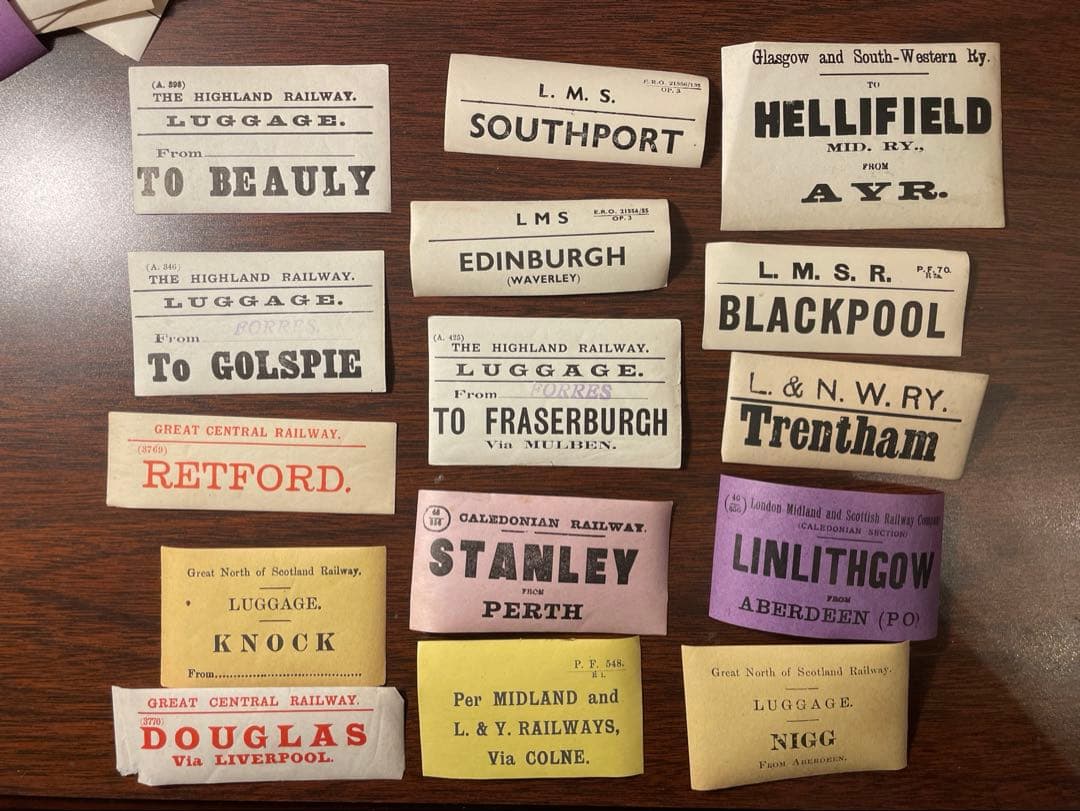 (A. 398)
THE HIGHLAND RAILWAY.
LUGGAGE.
From
TO BEAULY
L. M. S.
E.R.O. 21556/132
OP. 3
SOUTHPORT
Glasgow and South-Western Ry.
TO
HELLIFIELD
MID. RY.,
FROM
AYR.
(A. 346)
THE HIGHLAND RAILWAY.
LUGGAGE.
From FORRES.
To GOLSPIE
LMS
E.R.O. 21554/25
OP. 3
EDINBURGH
(WAVERLEY)
L. M. S. R.
P.F. 70.
BLACKPOOL
(A. 425)
THE HIGHLAND RAILWAY.
LUGGAGE.
From FORRES
TO FRASERBURGH
Via MULBEN.
L. & N. W. RY.
Trentham
GREAT CENTRAL RAILWAY.
(3769)
RETFORD.
CALEDONIAN RAILWAY.
STANLEY
FROM
PERTH
London Midland and Scottish Railway
(CALEDONIAN SECTION)
LINLITHGOW
FROM
ABERDEEN (PO)
Great North of Scotland Railway.
LUGGAGE.
KNOCK
From
Per MIDLAND and
P. F. 548.
R 1.
L. & Y. RAILWAYS,
Via COLNE.
Great North of Scotland Railway.
LUGGAGE.
NIGG
FROM ABERDEEN.
GREAT CENTRAL RAILWAY.
(3770)
DOUGLAS
Via LIVERPOOL.